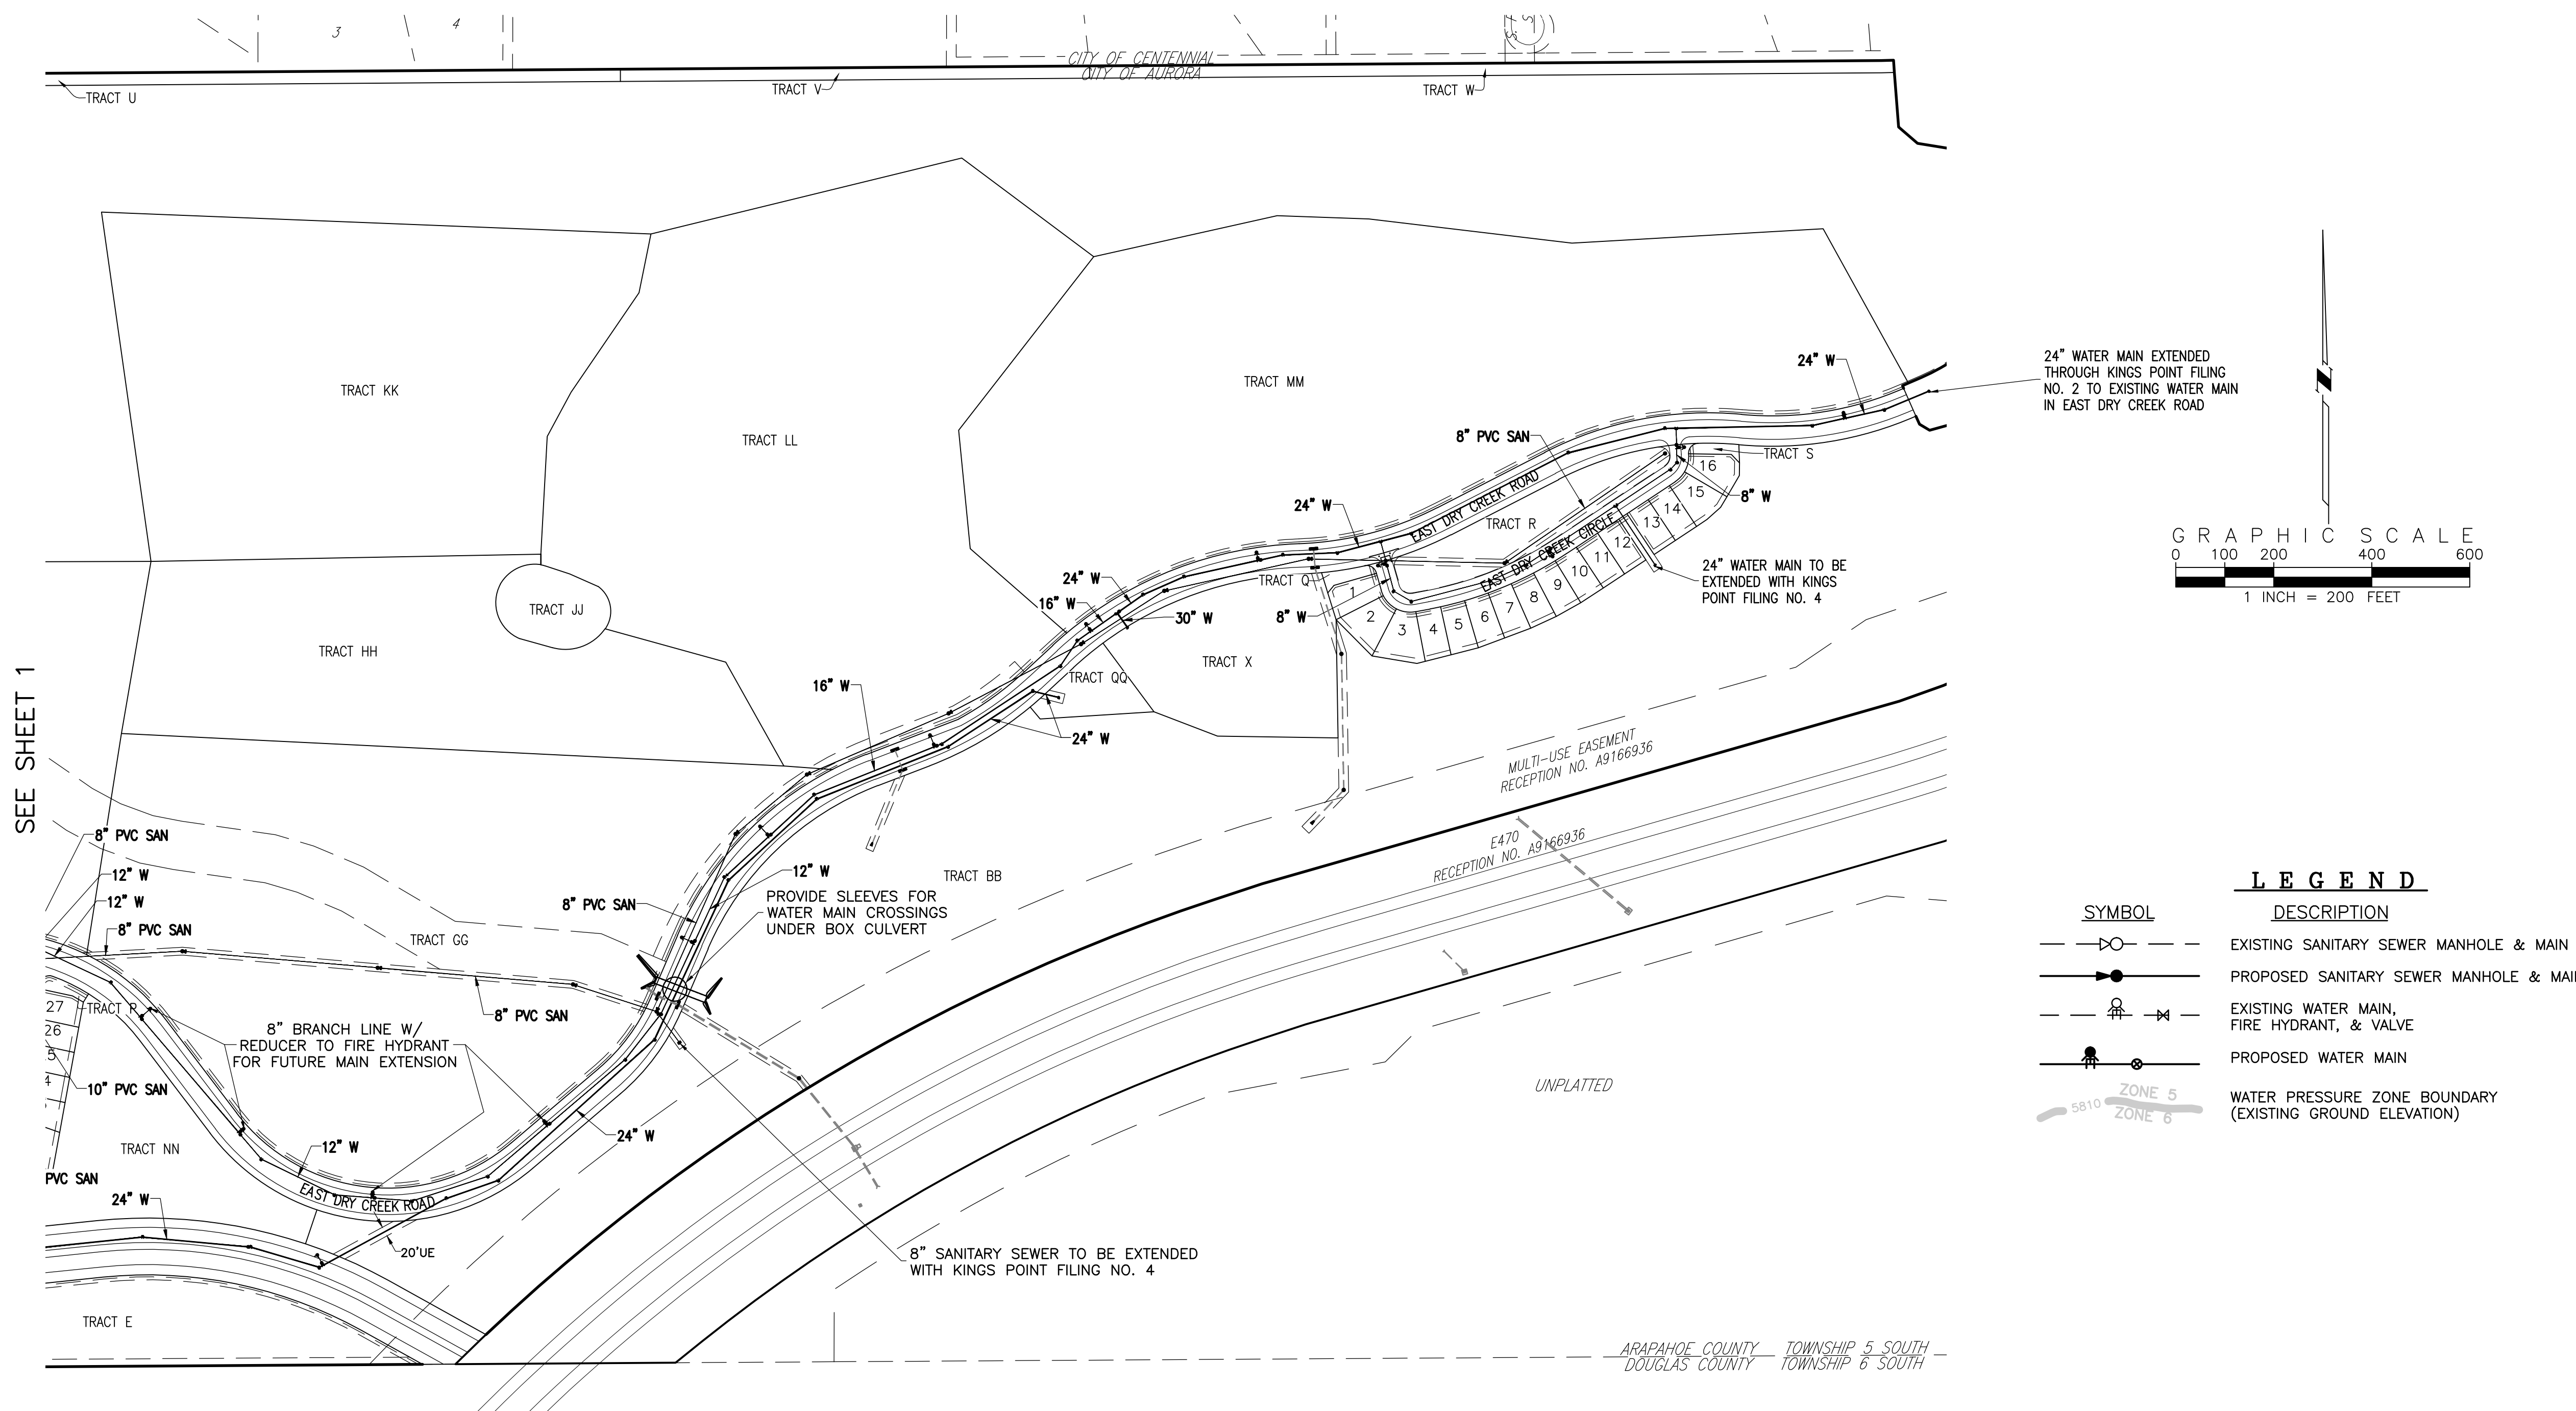 3
4
S.
S
CITY OF CENTENNIAL
CITY OF AURORA
TRACT U
TRACT V
TRACT W
24" W
24" WATER MAIN EXTENDED
THROUGH KINGS POINT FILING
NO. 2 TO EXISTING WATER MAIN
IN EAST DRY CREEK ROAD
TRACT KK
TRACT MM
TRACT LL
8" PVC SAN
TRACT S
16
15
14
13
12
11
10
9
8
7
6
5
4
3
2
1
8" W
24" W
EAST DRY CREEK ROAD
TRACT R
EAST DRY CREEK CIRCLE
24" WATER MAIN TO BE
EXTENDED WITH KINGS
POINT FILING NO. 4
GRAPHIC SCALE
0 100 200 400 600
1 INCH = 200 FEET
24" W
TRACT Q
16" W
30" W
8" W
TRACT JJ
TRACT HH
TRACT X
TRACT QQ
16" W
24" W
SEE SHEET 1
MULTI-USE EASEMENT
RECEPTION NO. A9166936
E470
RECEPTION NO. A9166936
8" PVC SAN
12" W
12" W
8" PVC SAN
12" W
TRACT BB
PROVIDE SLEEVES FOR
WATER MAIN CROSSINGS
UNDER BOX CULVERT
8" PVC SAN
TRACT GG
8" PVC SAN
27
26
TRACT P
8" BRANCH LINE W/
REDUCER TO FIRE HYDRANT
FOR FUTURE MAIN EXTENSION
10" PVC SAN
UNPLATTED
24" W
12" W
TRACT NN
PVC SAN
24" W
EAST DRY CREEK ROAD
20'UE
8" SANITARY SEWER TO BE EXTENDED
WITH KINGS POINT FILING NO. 4
TRACT E
ARAPAHOE COUNTY TOWNSHIP 5 SOUTH
DOUGLAS COUNTY TOWNSHIP 6 SOUTH
LEGEND
SYMBOL DESCRIPTION
EXISTING SANITARY SEWER MANHOLE & MAIN
PROPOSED SANITARY SEWER MANHOLE & MAIN
EXISTING WATER MAIN,
FIRE HYDRANT, & VALVE
PROPOSED WATER MAIN
5810
ZONE 5
ZONE 6
WATER PRESSURE ZONE BOUNDARY
(EXISTING GROUND ELEVATION)